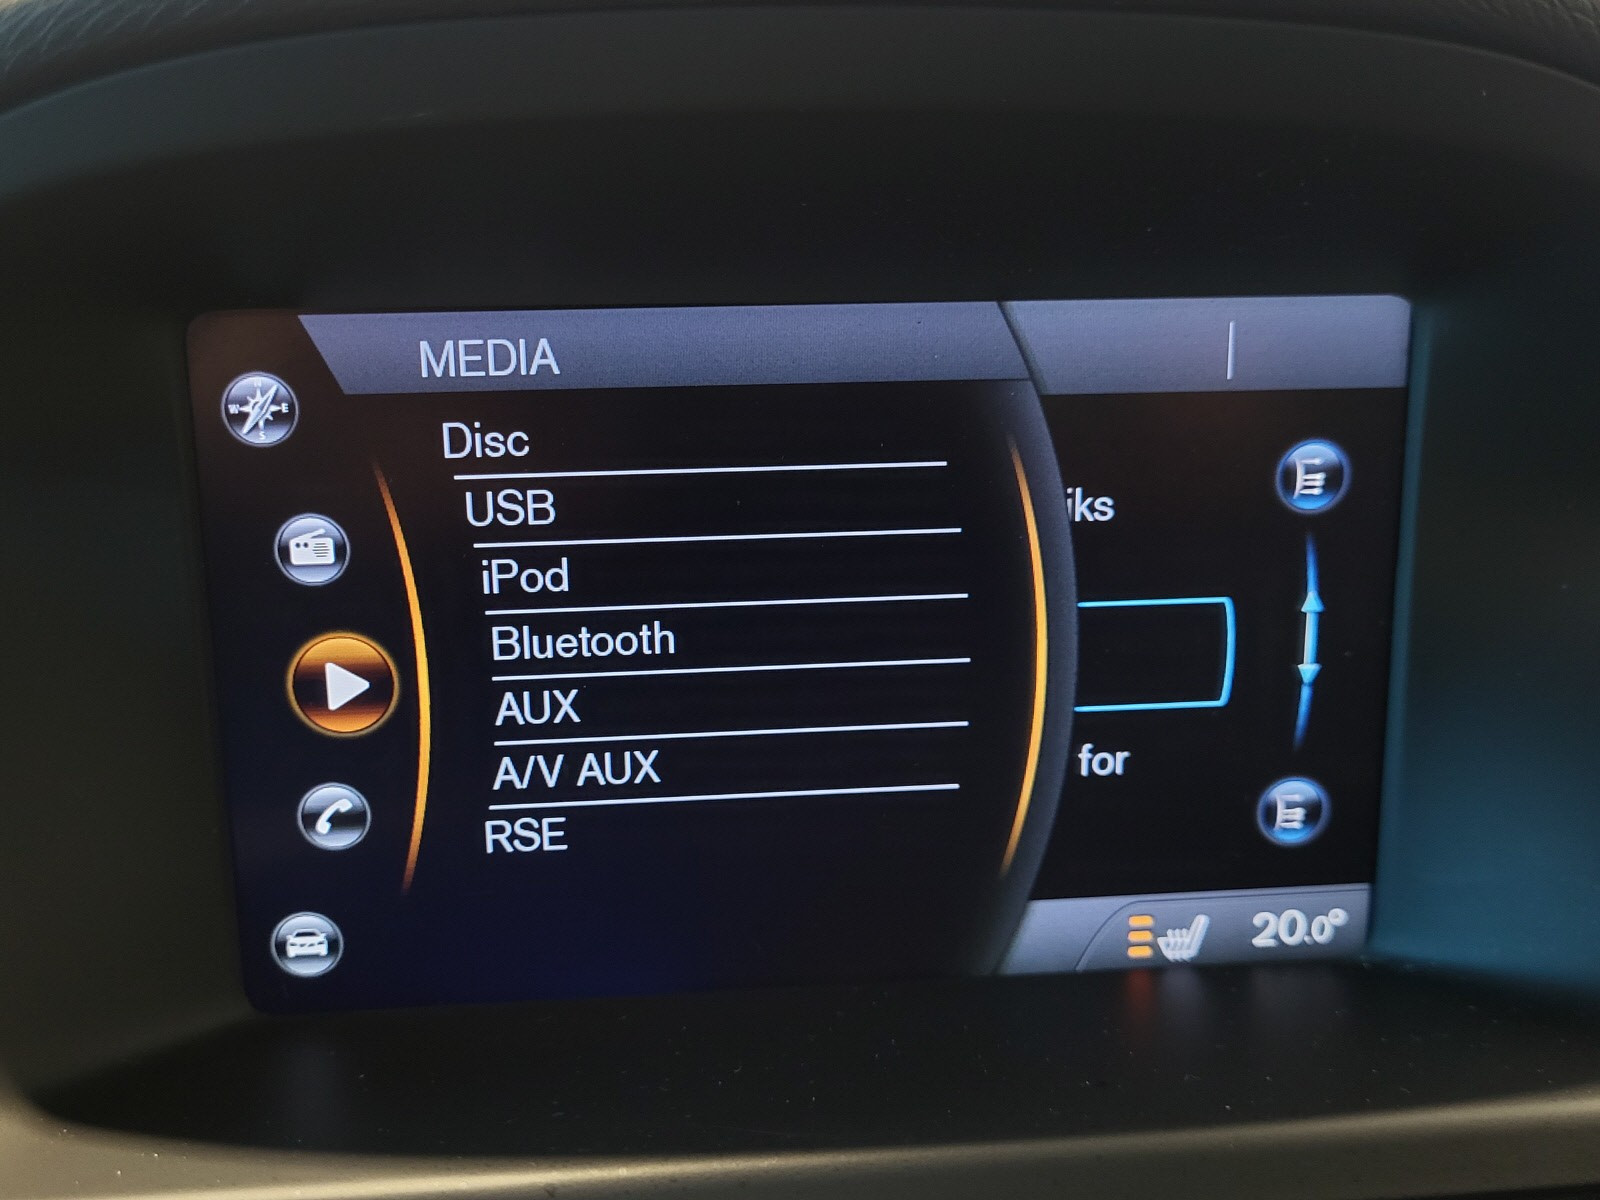 MEDIA
Disc
USB
iPod
Bluetooth
AUX
A/V AUX
RSE
iks
for
20.0°
N
W E
S